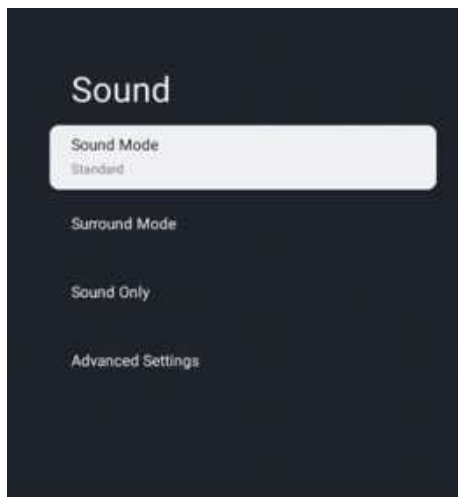 Sound
Sound Mode
Standard
Surround Mode
Sound Only
Advanced Settings